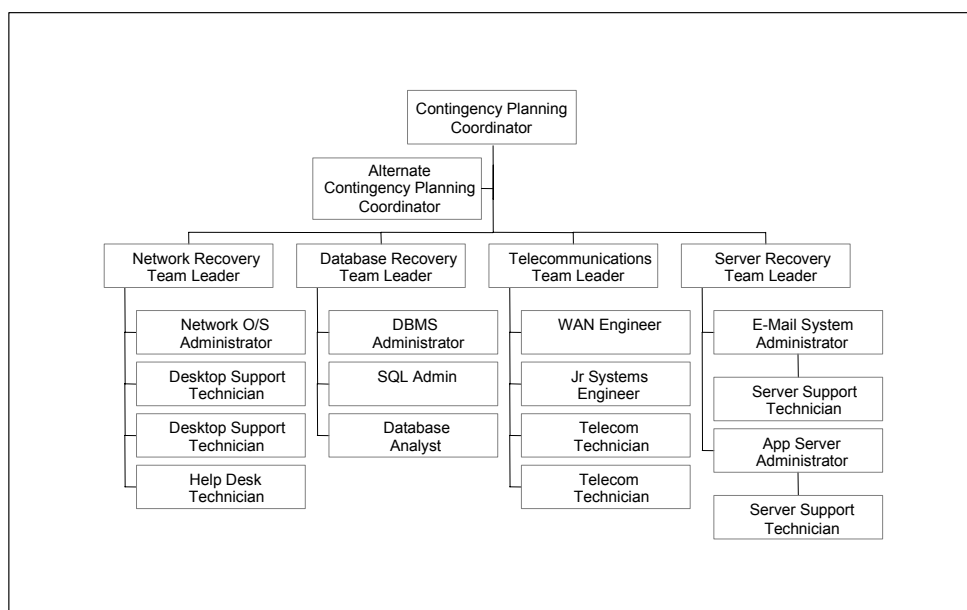 Contingency Planning
Coordinator
Alternate
Contingency Planning
Coordinator
Network Recovery
Team Leader
Database Recovery
Team Leader
Telecommunications
Team Leader
Server Recovery
Team Leader
Network O/S
Administrator
Desktop Support
Technician
Desktop Support
Technician
Help Desk
Technician
DBMS
Administrator
SQL Admin
Database
Analyst
WAN Engineer
Jr Systems
Engineer
Telecom
Technician
Telecom
Technician
E-Mail System
Administrator
Server Support
Technician
App Server
Administrator
Server Support
Technician